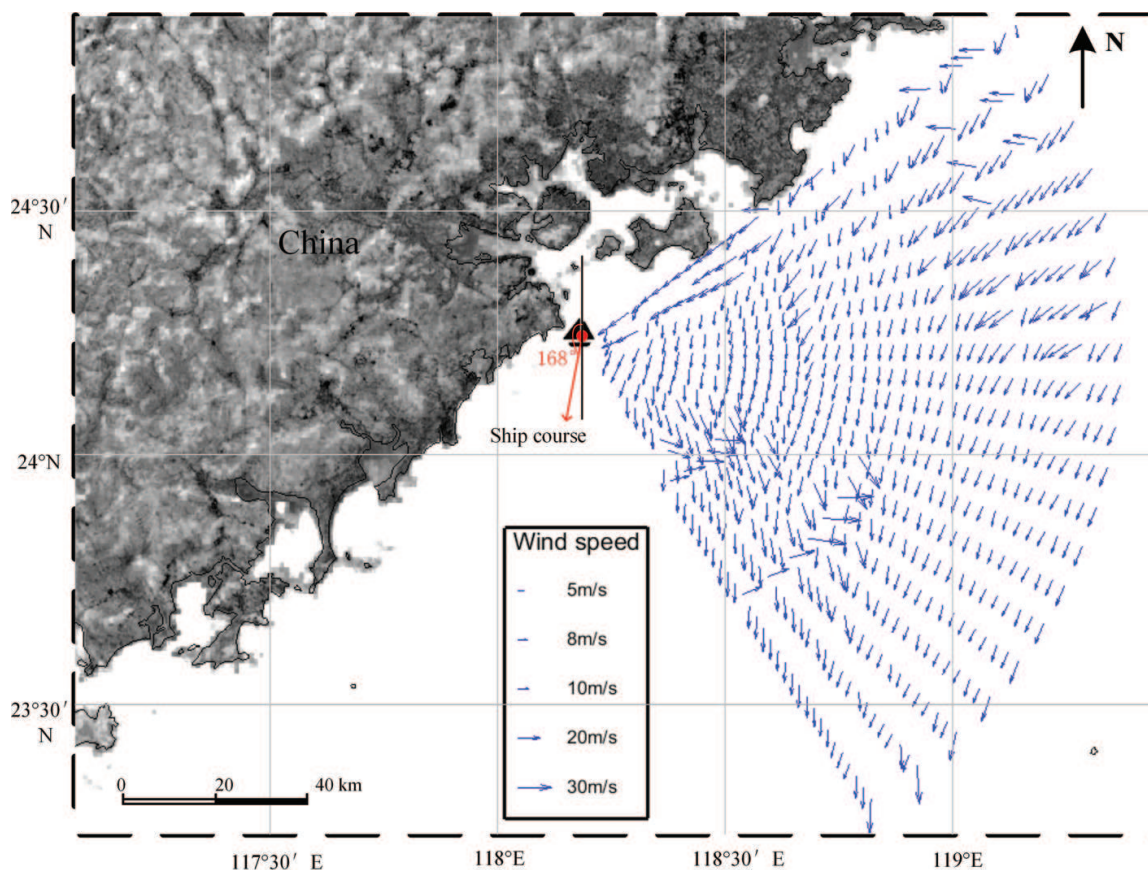 N
24°30′
N
China
168°
Ship course
24°N
Wind speed
5m/s
8m/s
10m/s
20m/s
30m/s
23°30′
N
0 20 40 km
117°30′ E 118°E 118°30′ E 119°E